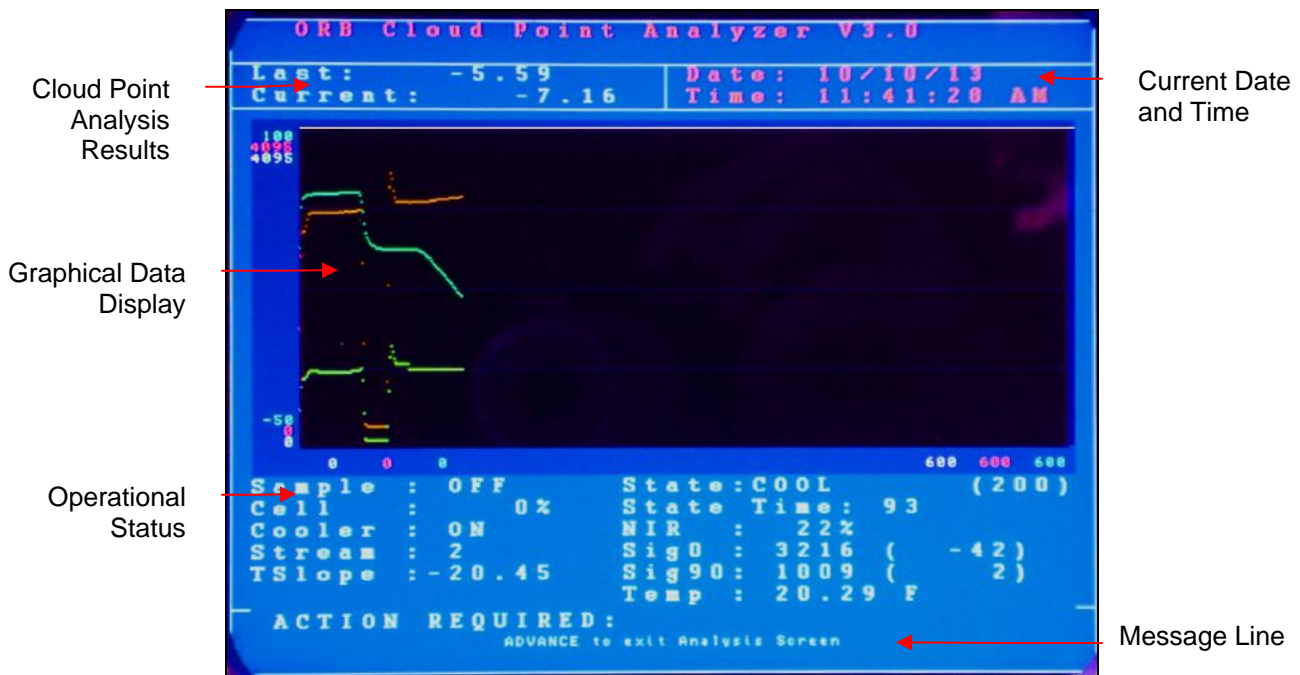 ORB Cloud Point Analyzer V3.0
Last: -5.59
Current: -7.16
Date: 10/10/13
Time: 11:41:28 AM
Cloud Point
Analysis
Results
Current Date
and Time
100
4095
4095
Graphical Data
Display
-50
0
0
0 0 0 600 600 600
Operational
Status
Sample : OFF
Cell : 0%
Cooler : ON
Stream : 2
TSlope :-20.45
State:COOL (200)
State Time: 93
NIR : 22%
Sig0 : 3216 ( -42)
Sig90: 1009 ( 2)
Temp : 20.29 F
ACTION REQUIRED:
ADVANCE to exit Analysis Screen
Message Line